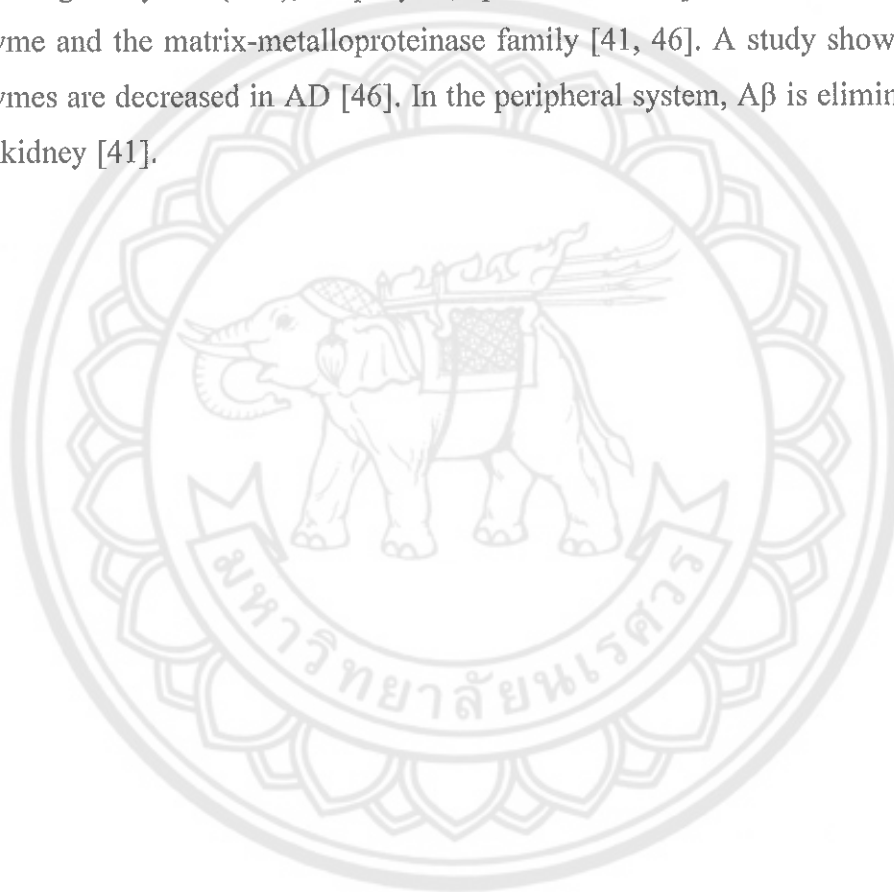 yme and the matrix-metalloproteinase family [41, 46]. A study show
ymes are decreased in AD [46]. In the peripheral system, Aβ is elimin
kidney [41].
มหาวิทยาลัยนเรศวร